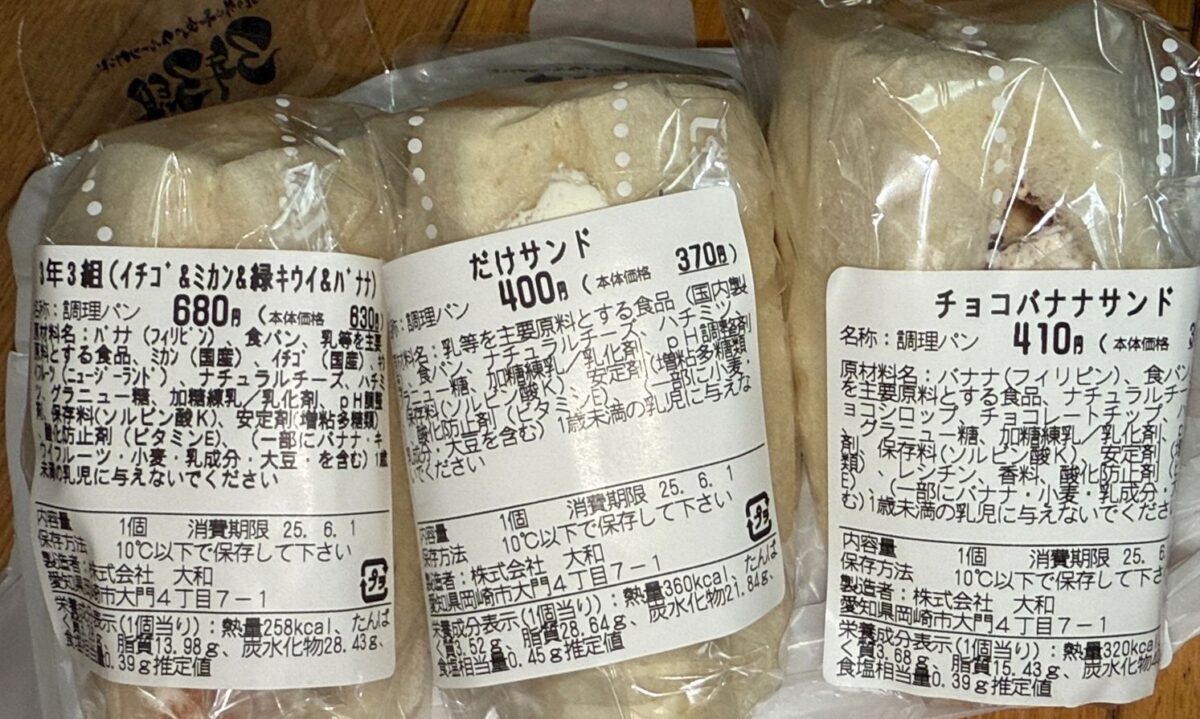 3年3組(イチゴ&ミカン&緑キウイ&バナナ)
名称:調理パン 680円 (本体価格 630円)
原材料名:バナナ(フィリピン)、食パン、乳等を主要
原料とする食品、ミカン(国産)、イチゴ(国産)、キウ
イフルーツ(ニュージーランド)、ナチュラルチーズ、ハチミ
ツ、グラニュー糖、加糖練乳/乳化剤、pH調整
剤、保存料(ソルビン酸K)、安定剤(増粘多糖類)
、酸化防止剤(ビタミンE)、(一部にバナナ・キ
ウイフルーツ・小麦・乳成分・大豆・を含む)1歳
未満の乳児に与えないでください
内容量 1個 消費期限 25. 6. 1
保存方法 10℃以下で保存して下さい
製造者:株式会社 大和
愛知県岡崎市大門4丁目7-1
栄養成分表示(1個当り):熱量258kcal、たんぱ
脂質13.98g、炭水化物28.43g、
食塩相当量0.39g推定値
プラ
だけサンド
名称:調理パン 400円 (本体価格 370円)
原材料名:乳等を主要原料とする食品(国内製
、食パン、ナチュラルチーズ、ハチミツ、
グラニュー糖、加糖練乳/乳化剤、pH調整剤
、保存料(ソルビン酸K)、安定剤(増粘多糖類
、酸化防止剤(ビタミンE)、(一部に小麦・
乳成分・大豆を含む)1歳未満の乳児に与えな
いでください
内容量 1個 消費期限 25. 6. 1
保存方法 10℃以下で保存して下さい
製造者:株式会社 大和
愛知県岡崎市大門4丁目7-1
栄養成分表示(1個当り):熱量360kcal、たんぱ
く質3.52g、脂質28.64g、炭水化物21.84g、
食塩相当量0.45g推定値
プラ
チョコバナナサンド
名称:調理パン 410円 (本体価格
原材料名:バナナ(フィリピン)、食パン
を主要原料とする食品、ナチュラルチ
ョコシロップ、チョコレートチップ、ハ
、グラニュー糖、加糖練乳/乳化剤、p
剤、保存料(ソルビン酸K)、安定剤(
類)、レシチン、香料、酸化防止剤(
E)、(一部にバナナ・小麦・乳成分・
む)1歳未満の乳児に与えないでくださ
内容量 1個 消費期限 25. 6
保存方法 10℃以下で保存して下
製造者:株式会社 大和
愛知県岡崎市大門4丁目7-1
栄養成分表示(1個当り):熱量320kcal
く質3.68g、脂質15.43g、炭水化物
食塩相当量0.39g推定値